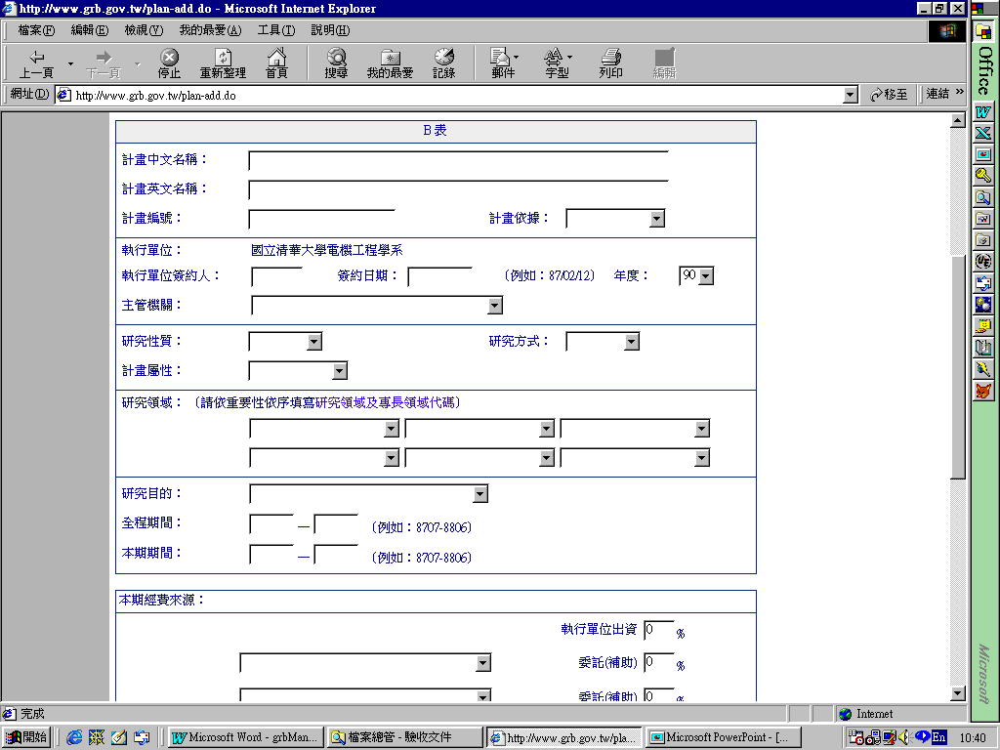 http://www.grb.gov.tw/plan-add.do - Microsoft Internet Explorer
檔案(F) 編輯(E) 檢視(V) 我的最愛(A) 工具(T) 說明(H)
上一頁 下一頁 停止 重新整理 首頁 搜尋 我的最愛 記錄 郵件 字型 列印 編輯
網址(D) http://www.grb.gov.tw/plan-add.do 移至 連結 »
Office
B 表
計畫中文名稱：
計畫英文名稱：
計畫編號： 計畫依據：
執行單位： 國立清華大學電機工程學系
執行單位簽約人： 簽約日期： （例如：87/02/12） 年度： 90
主管機關：
研究性質： 研究方式：
計畫屬性：
研究領域：（請依重要性依序填寫研究領域及專長領域代碼）
研究目的：
全程期間： — （例如：8707-8806）
本期期間： — （例如：8707-8806）
本期經費來源：
執行單位出資 0 %
委託(補助) 0 %
委託(補助) 0 %
Microsoft
完成 Internet
開始 Microsoft Word - grbMan... 檔案總管 - 驗收文件 http://www.grb.gov.tw/pla... Microsoft PowerPoint - [... En 10:40